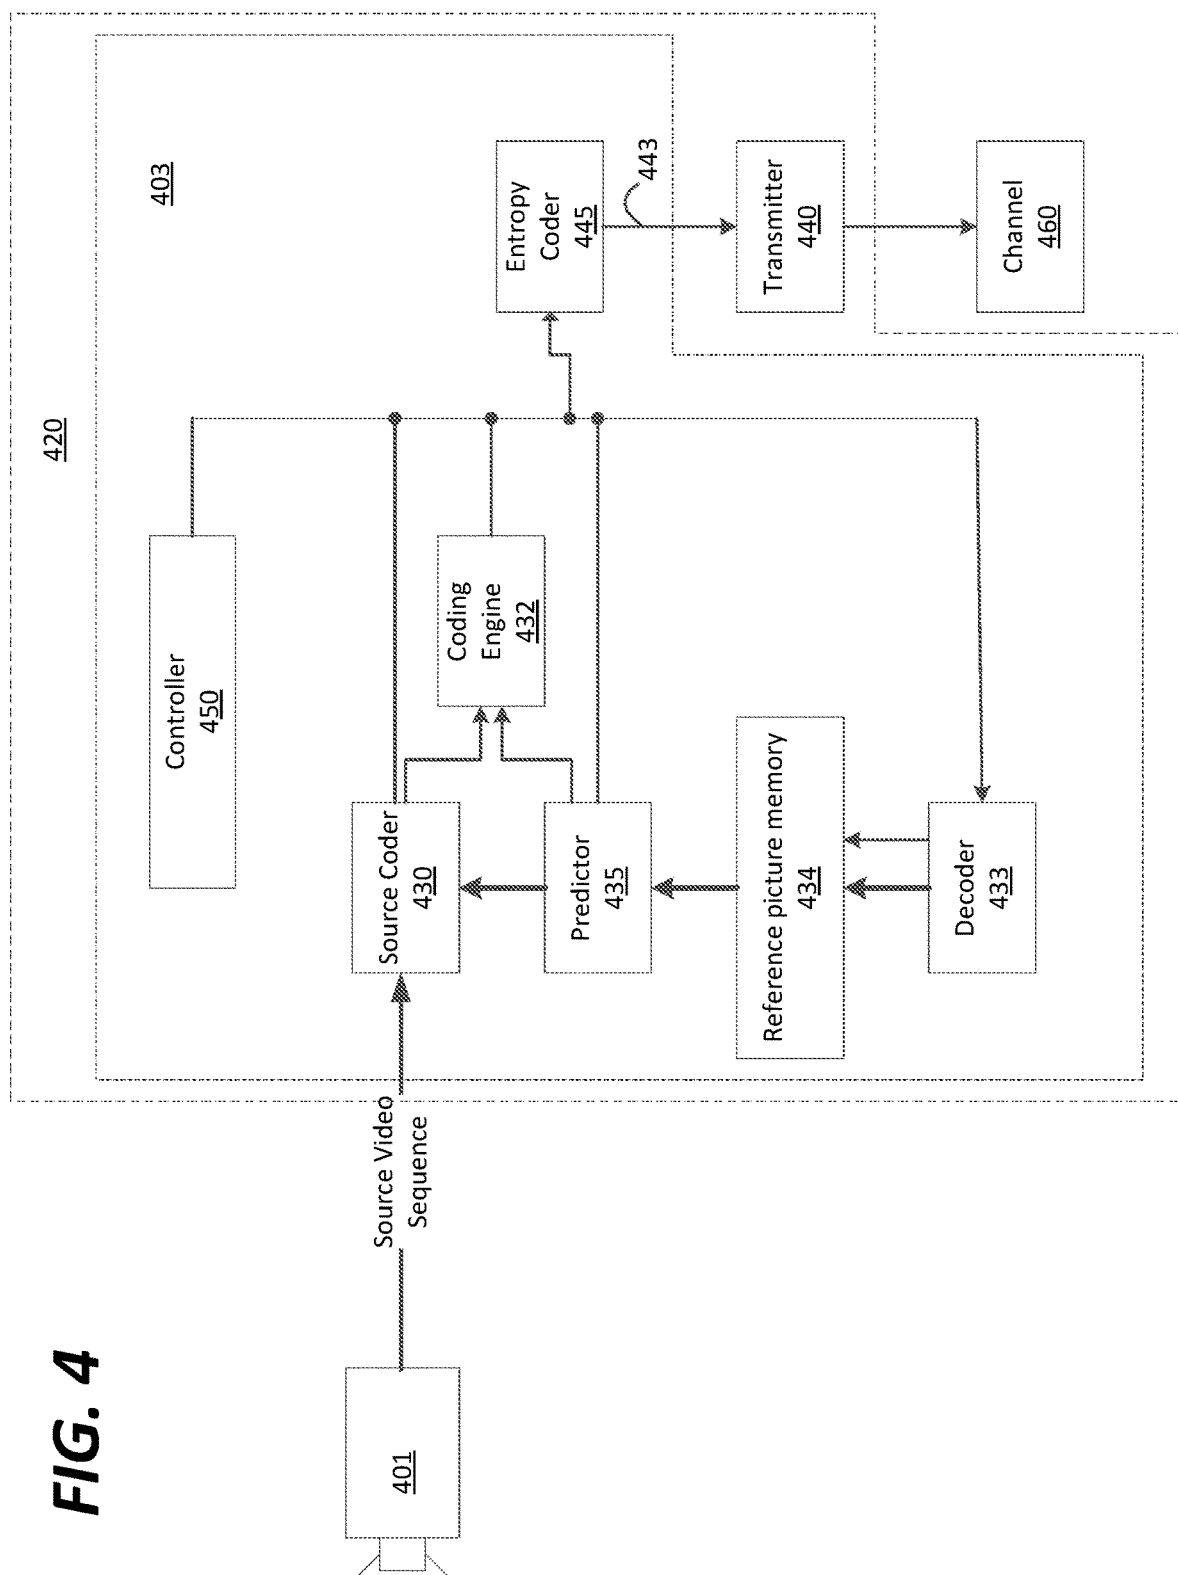 FIG. 4
420
403
401
Source Video
Sequence
Controller
450
Source Coder
430
Coding
Engine
432
Predictor
435
Reference picture memory
434
Decoder
433
Entropy
Coder
445
443
Transmitter
440
Channel
460